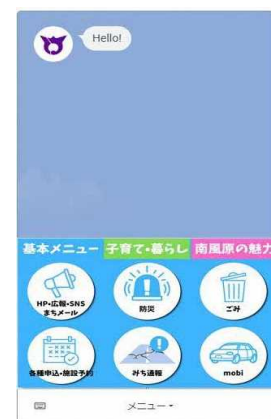 Hello!
基本メニュー 子育て・暮らし 南風原の魅力
HP・広報・SNS
まちメール
防災
ごみ
各種申込・施設予約
みち通報
mobi
メニュー